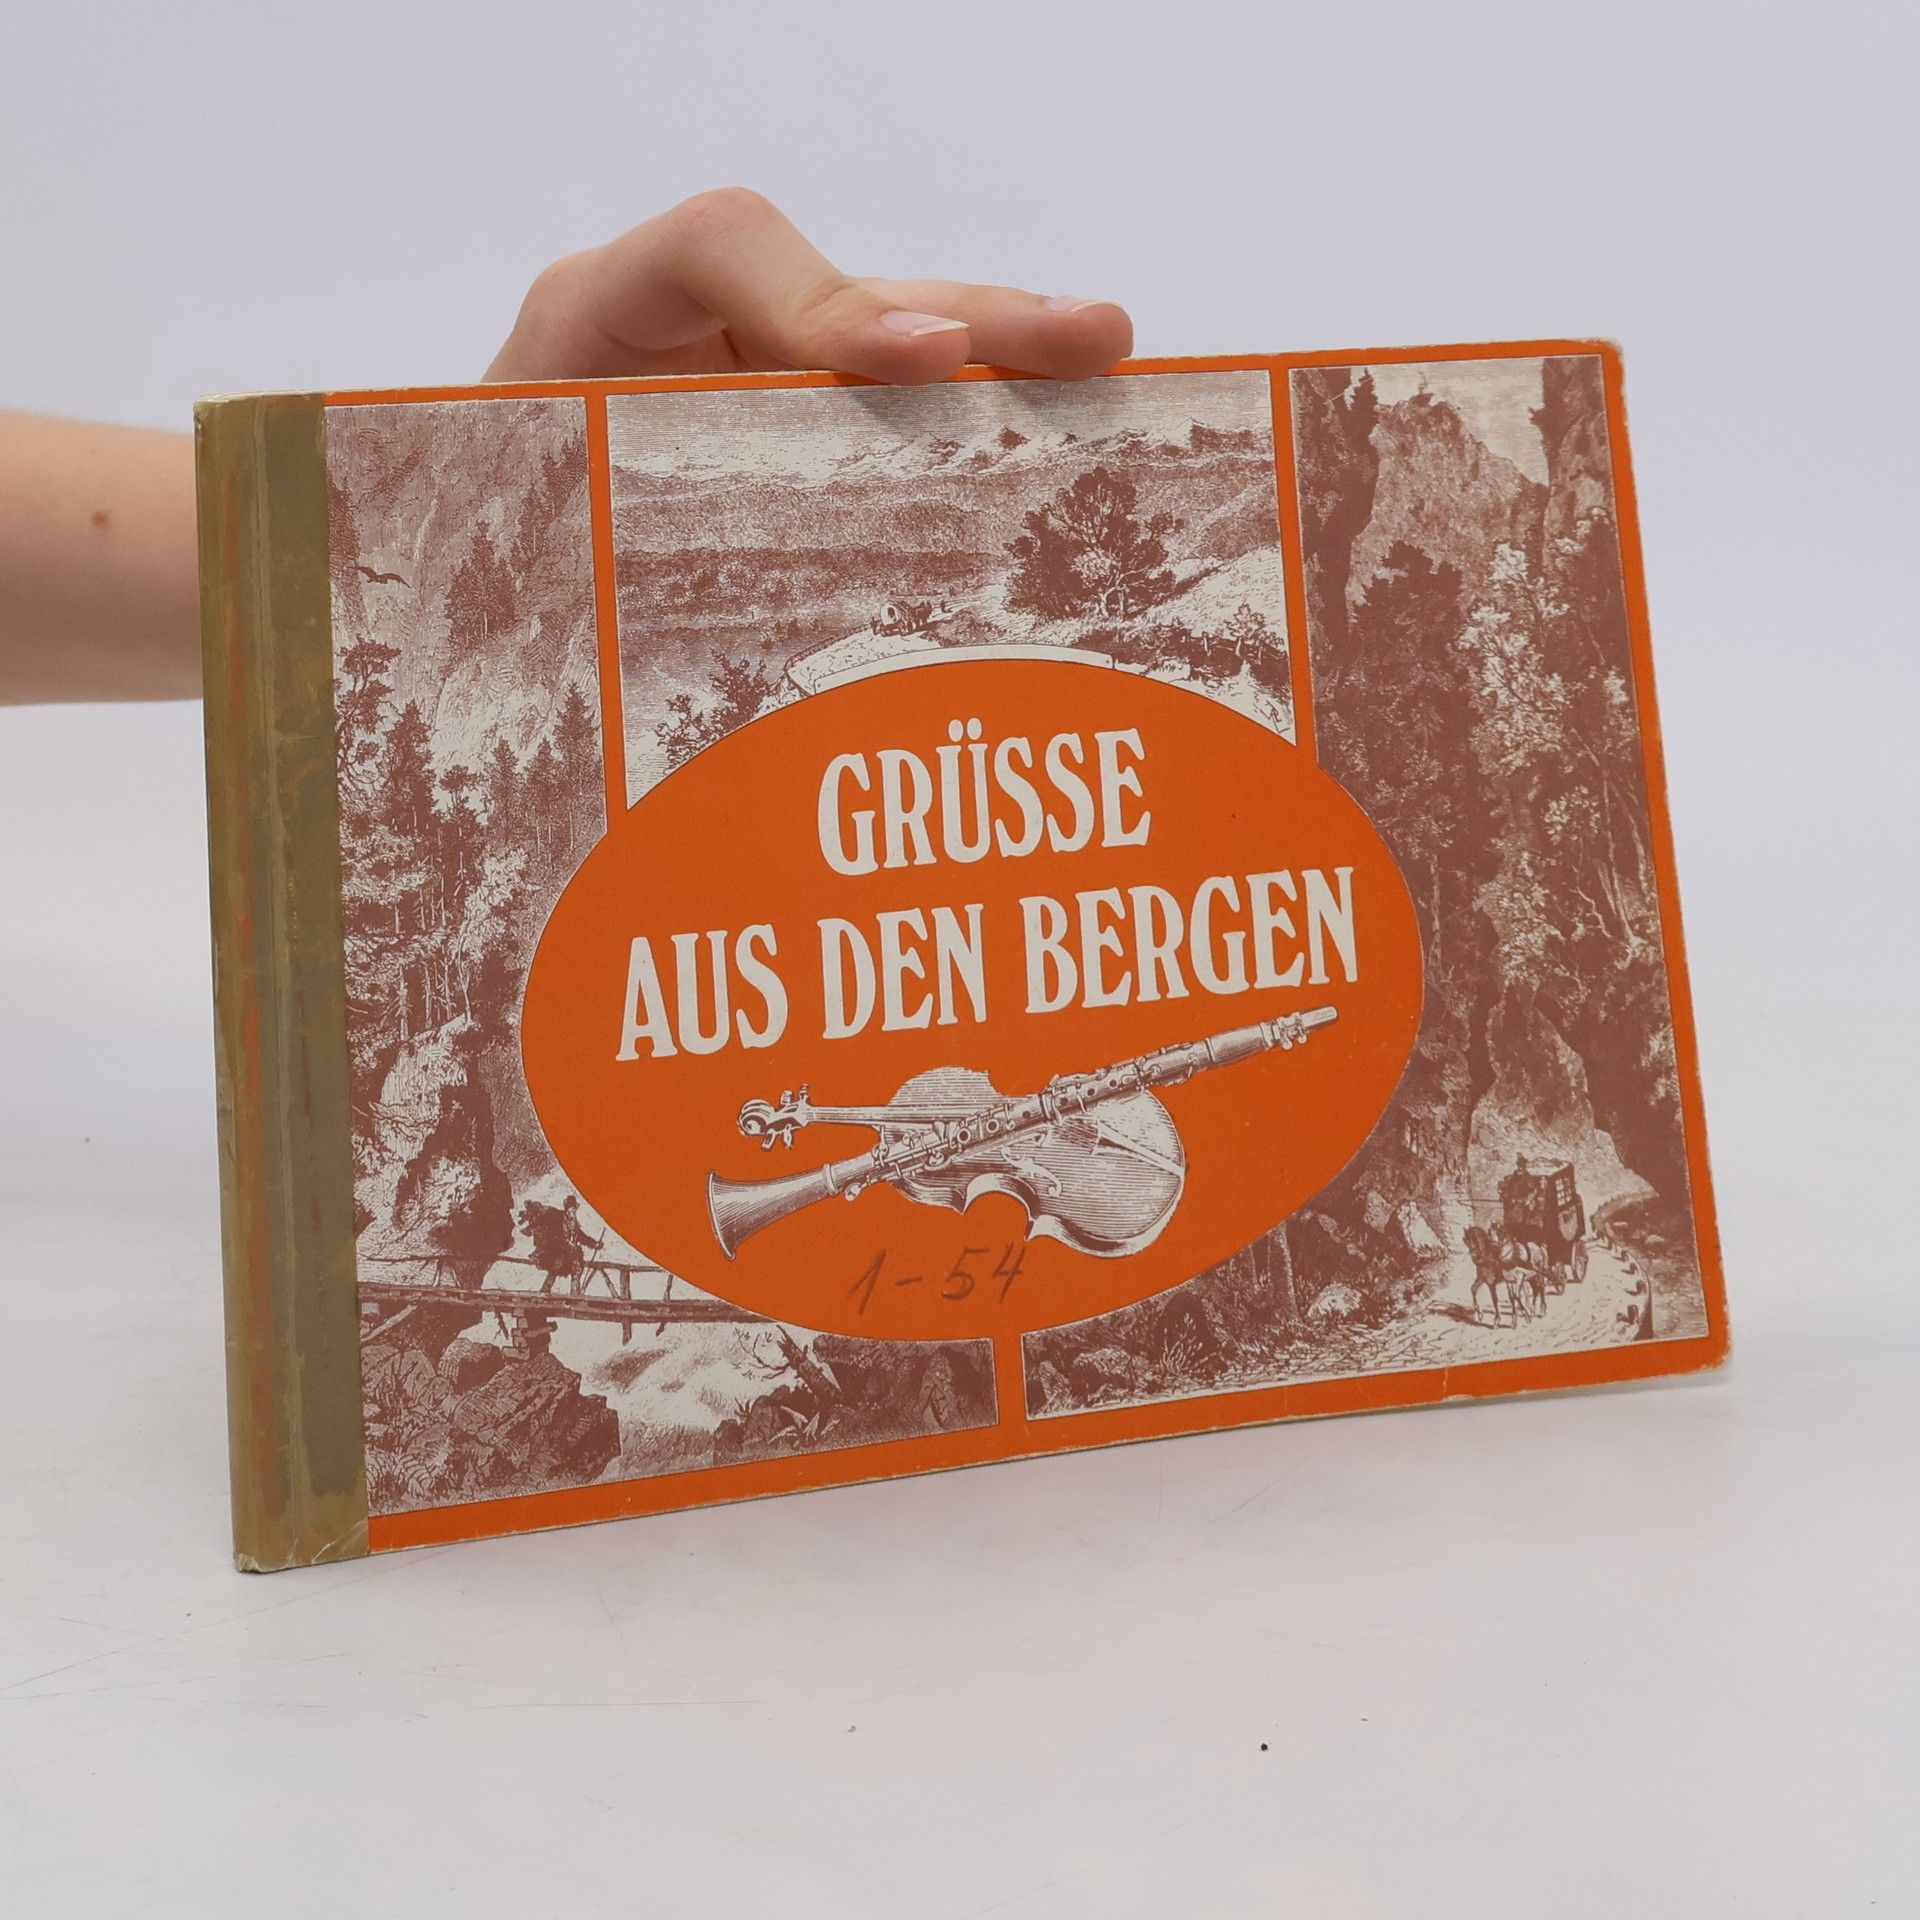 GRÜSSE
AUS DEN BERGEN
1-54